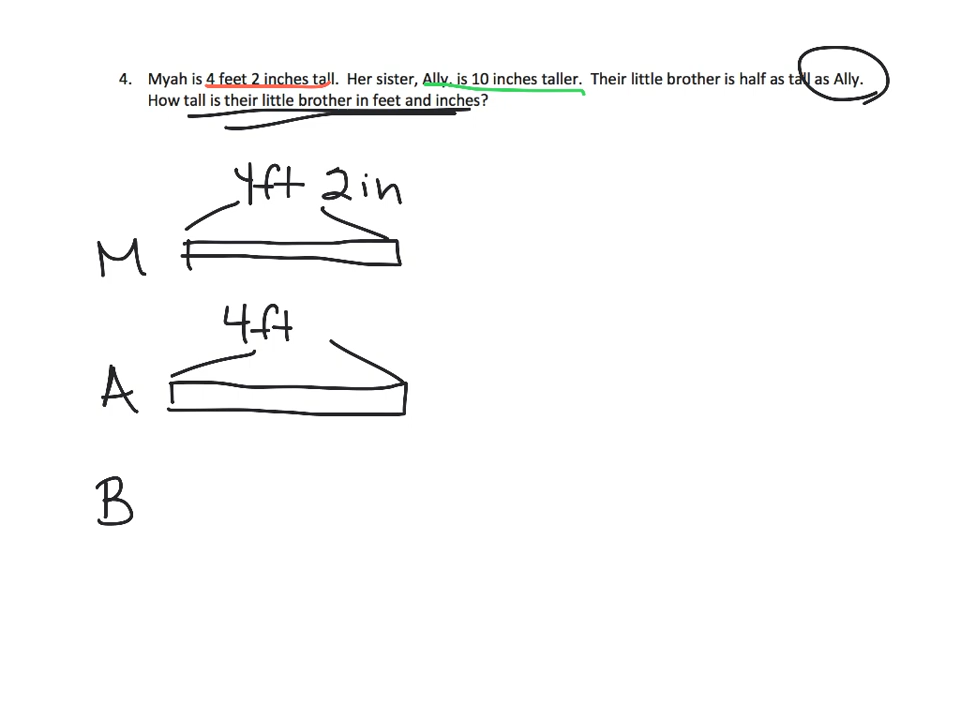 4. Myah is 4 feet 2 inches tall. Her sister, Ally, is 10 inches taller. Their little brother is half as tall as Ally.
How tall is their little brother in feet and inches?
4ft 2in
M
4ft
A
B